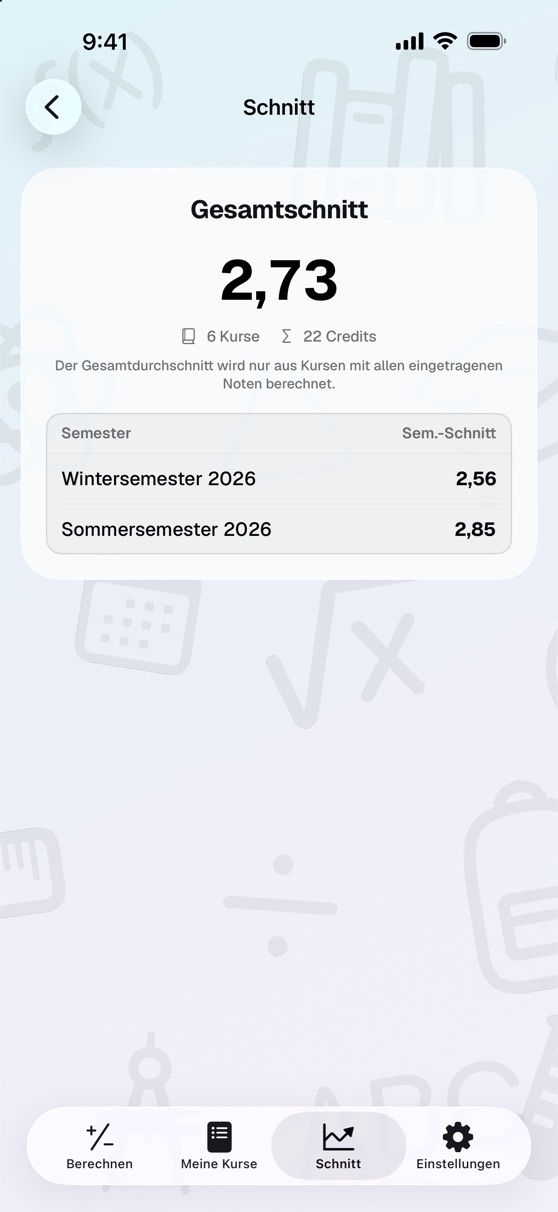 9:41
Schnitt
Gesamtschnitt
2,73
6 Kurse Σ 22 Credits
Der Gesamtdurchschnitt wird nur aus Kursen mit allen eingetragenen
Noten berechnet.
Semester Sem.-Schnitt
Wintersemester 2026 2,56
Sommersemester 2026 2,85
Berechnen Meine Kurse Schnitt Einstellungen